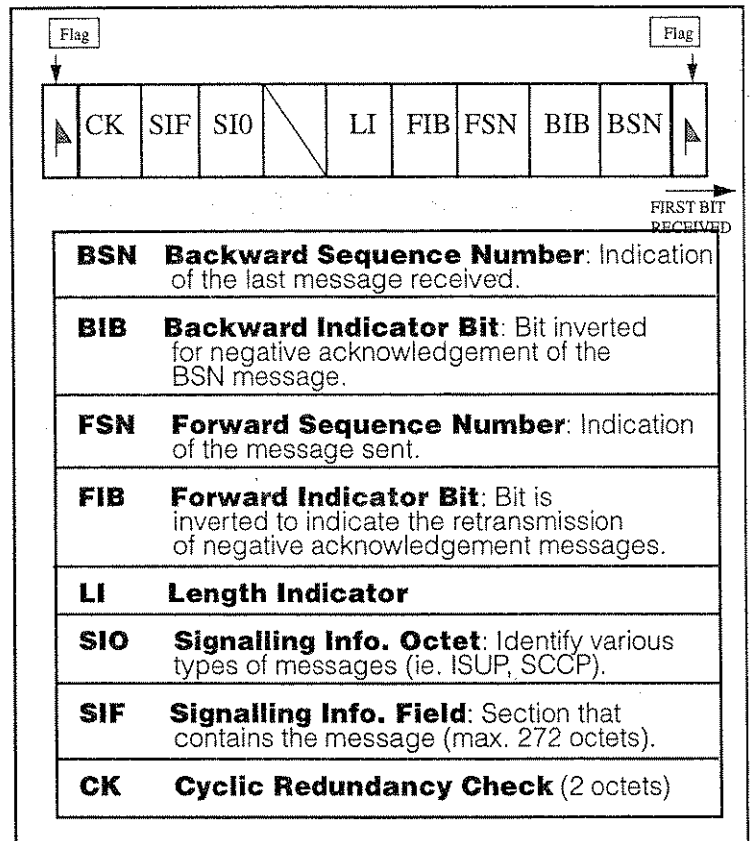 Flag Flag
CK SIF SI0 LI FIB FSN BIB BSN
FIRST BIT
RECEIVED
BSN Backward Sequence Number: Indication
of the last message received.
BIB Backward Indicator Bit: Bit inverted
for negative acknowledgement of the
BSN message.
FSN Forward Sequence Number: Indication
of the message sent.
FIB Forward Indicator Bit: Bit is
inverted to indicate the retransmission
of negative acknowledgement messages.
LI Length Indicator
SIO Signalling Info. Octet: Identify various
types of messages (ie. ISUP, SCCP).
SIF Signalling Info. Field: Section that
contains the message (max. 272 octets).
CK Cyclic Redundancy Check (2 octets)